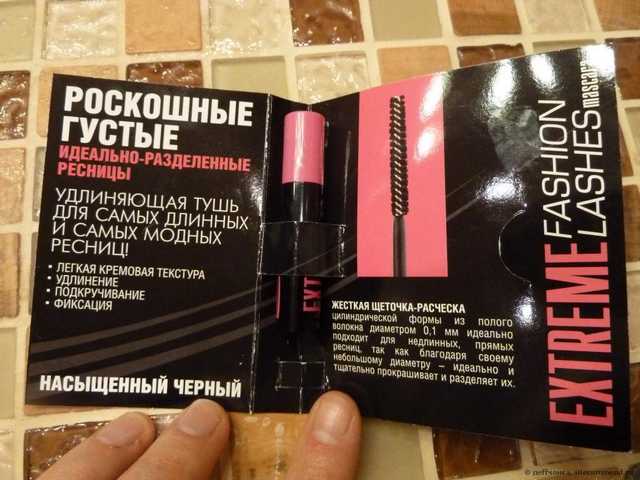 РОСКОШНЫЕ
ГУСТЫЕ
ИДЕАЛЬНО-РАЗДЕЛЕННЫЕ
РЕСНИЦЫ
УДЛИНЯЮЩАЯ ТУШЬ
ДЛЯ САМЫХ ДЛИННЫХ
И САМЫХ МОДНЫХ
РЕСНИЦ!
• ЛЕГКАЯ КРЕМОВАЯ ТЕКСТУРА
• УДЛИНЕНИЕ
• ПОДКРУЧИВАНИЕ
• ФИКСАЦИЯ
НАСЫЩЕННЫЙ ЧЕРНЫЙ
EXT
ЖЕСТКАЯ ЩЕТОЧКА-РАСЧЕСКА
цилиндрической формы из полого
волокна диаметром 0,1 мм идеально
подходит для недлинных, прямых
ресниц, так как благодаря своему
небольшому диаметру – идеально и
тщательно прокрашивает и разделяет их.
EXTREME
FASHION
LASHES
mascara